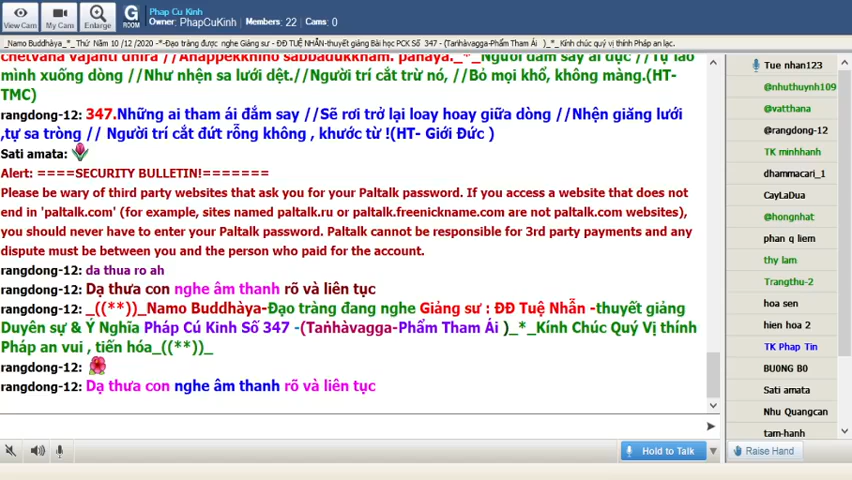 Phap Cu Kinh
Owner: PhapCuKinh Members: 22 Cams: 0
View Cam My Cam Enlarge G ROOM
_Namo Buddhàya_*_ Thứ Năm 10 /12 /2020 -*-Đạo tràng được nghe Giảng sư - ĐĐ TUỆ NHẪN-thuyết giảng Bài học PCK Số 347 - (Taṅhàvagga-Phẩm Tham Ái )_*_ Kính chúc quý vị thính Pháp an lạc.
mình xuống dòng //Như nhện sa lưới dệt.//Người trí cắt trừ nó, //Bỏ mọi khổ, không màng.(HT-
TMC)
rangdong-12: 347.Những ai tham ái đắm say //Sẽ rơi trở lại loay hoay giữa dòng //Nhện giăng lưới
,tự sa tròng // Người trí cắt đứt rỗng không , khước từ !(HT- Giới Đức )
Sati amata:
Alert: ====SECURITY BULLETIN!=======
Please be wary of third party websites that ask you for your Paltalk password. If you access a website that does not
end in 'paltalk.com' (for example, sites named paltalk.ru or paltalk.freenickname.com are not paltalk.com websites),
you should never have to enter your Paltalk password. Paltalk cannot be responsible for 3rd party payments and any
dispute must be between you and the person who paid for the account.
rangdong-12: da thua ro ah
rangdong-12: Dạ thưa con nghe âm thanh rõ và liên tục
rangdong-12: _((**))_Namo Buddhàya-Đạo tràng đang nghe Giảng sư : ĐĐ Tuệ Nhẫn -thuyết giảng
Duyên sự & Ý Nghĩa Pháp Cú Kinh Số 347 -(Taṅhàvagga-Phẩm Tham Ái )_*_Kính Chúc Quý Vị thính
Pháp an vui , tiến hóa_((**))_
rangdong-12:
rangdong-12: Dạ thưa con nghe âm thanh rõ và liên tục
Hold to Talk
Tue nhan123
@nhuthuynh109
@vatthana
@rangdong-12
TK minhhanh
dhammacari_1
CayLaDua
@hongnhat
phan q liem
thy lam
Trangthu-2
hoa sen
hien hoa 2
TK Phap Tin
BU0NG B0
Sati amata
Nhu Quangcan
tam-hanh
Raise Hand